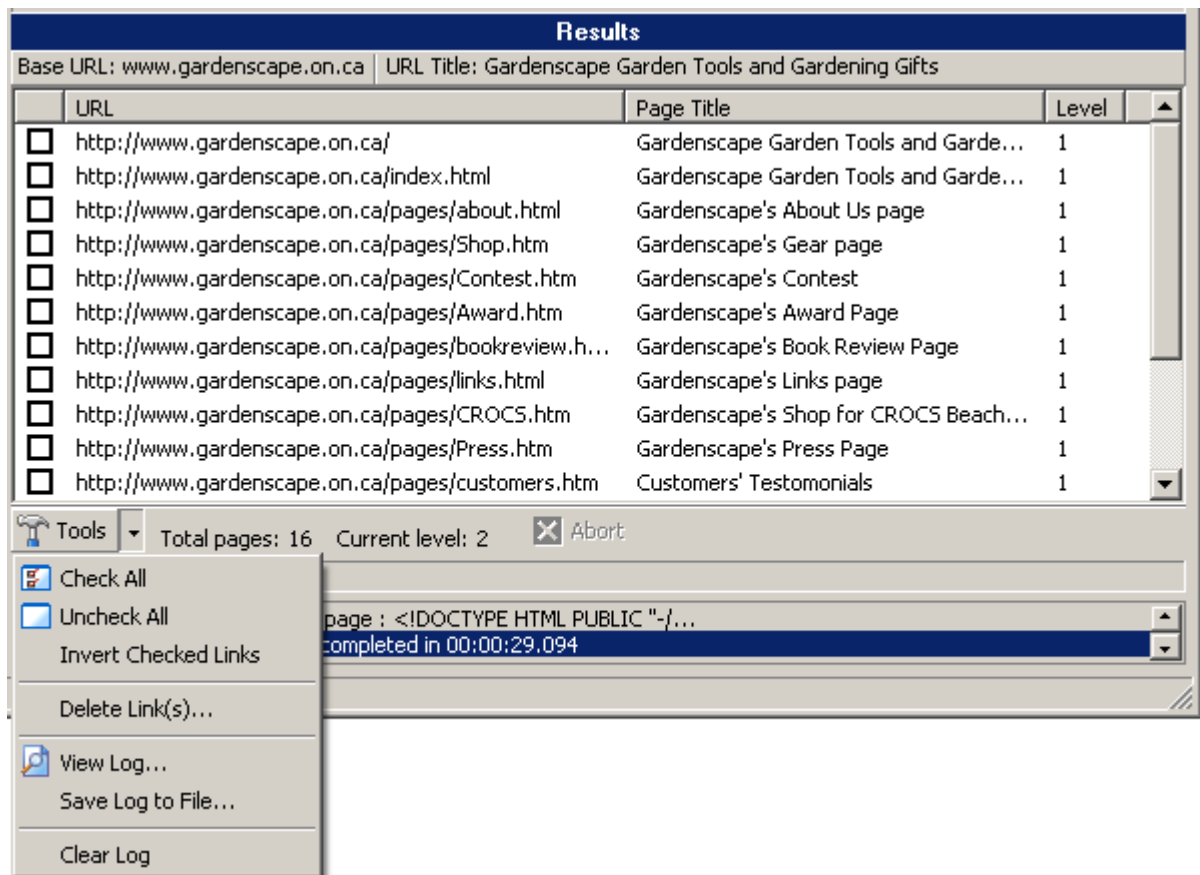 Results
Base URL: www.gardenscape.on.ca URL Title: Gardenscape Garden Tools and Gardening Gifts
URL Page Title Level
http://www.gardenscape.on.ca/ Gardenscape Garden Tools and Garde... 1
http://www.gardenscape.on.ca/index.html Gardenscape Garden Tools and Garde... 1
http://www.gardenscape.on.ca/pages/about.html Gardenscape's About Us page 1
http://www.gardenscape.on.ca/pages/Shop.htm Gardenscape's Gear page 1
http://www.gardenscape.on.ca/pages/Contest.htm Gardenscape's Contest 1
http://www.gardenscape.on.ca/pages/Award.htm Gardenscape's Award Page 1
http://www.gardenscape.on.ca/pages/bookreview.h... Gardenscape's Book Review Page 1
http://www.gardenscape.on.ca/pages/links.html Gardenscape's Links page 1
http://www.gardenscape.on.ca/pages/CROCS.htm Gardenscape's Shop for CROCS Beach... 1
http://www.gardenscape.on.ca/pages/Press.htm Gardenscape's Press Page 1
http://www.gardenscape.on.ca/pages/customers.htm Customers' Testomonials 1
Tools Total pages: 16 Current level: 2 Abort
Check All
Uncheck All
page : <!DOCTYPE HTML PUBLIC "-/...
completed in 00:00:29.094
Invert Checked Links
Delete Link(s)...
View Log...
Save Log to File...
Clear Log